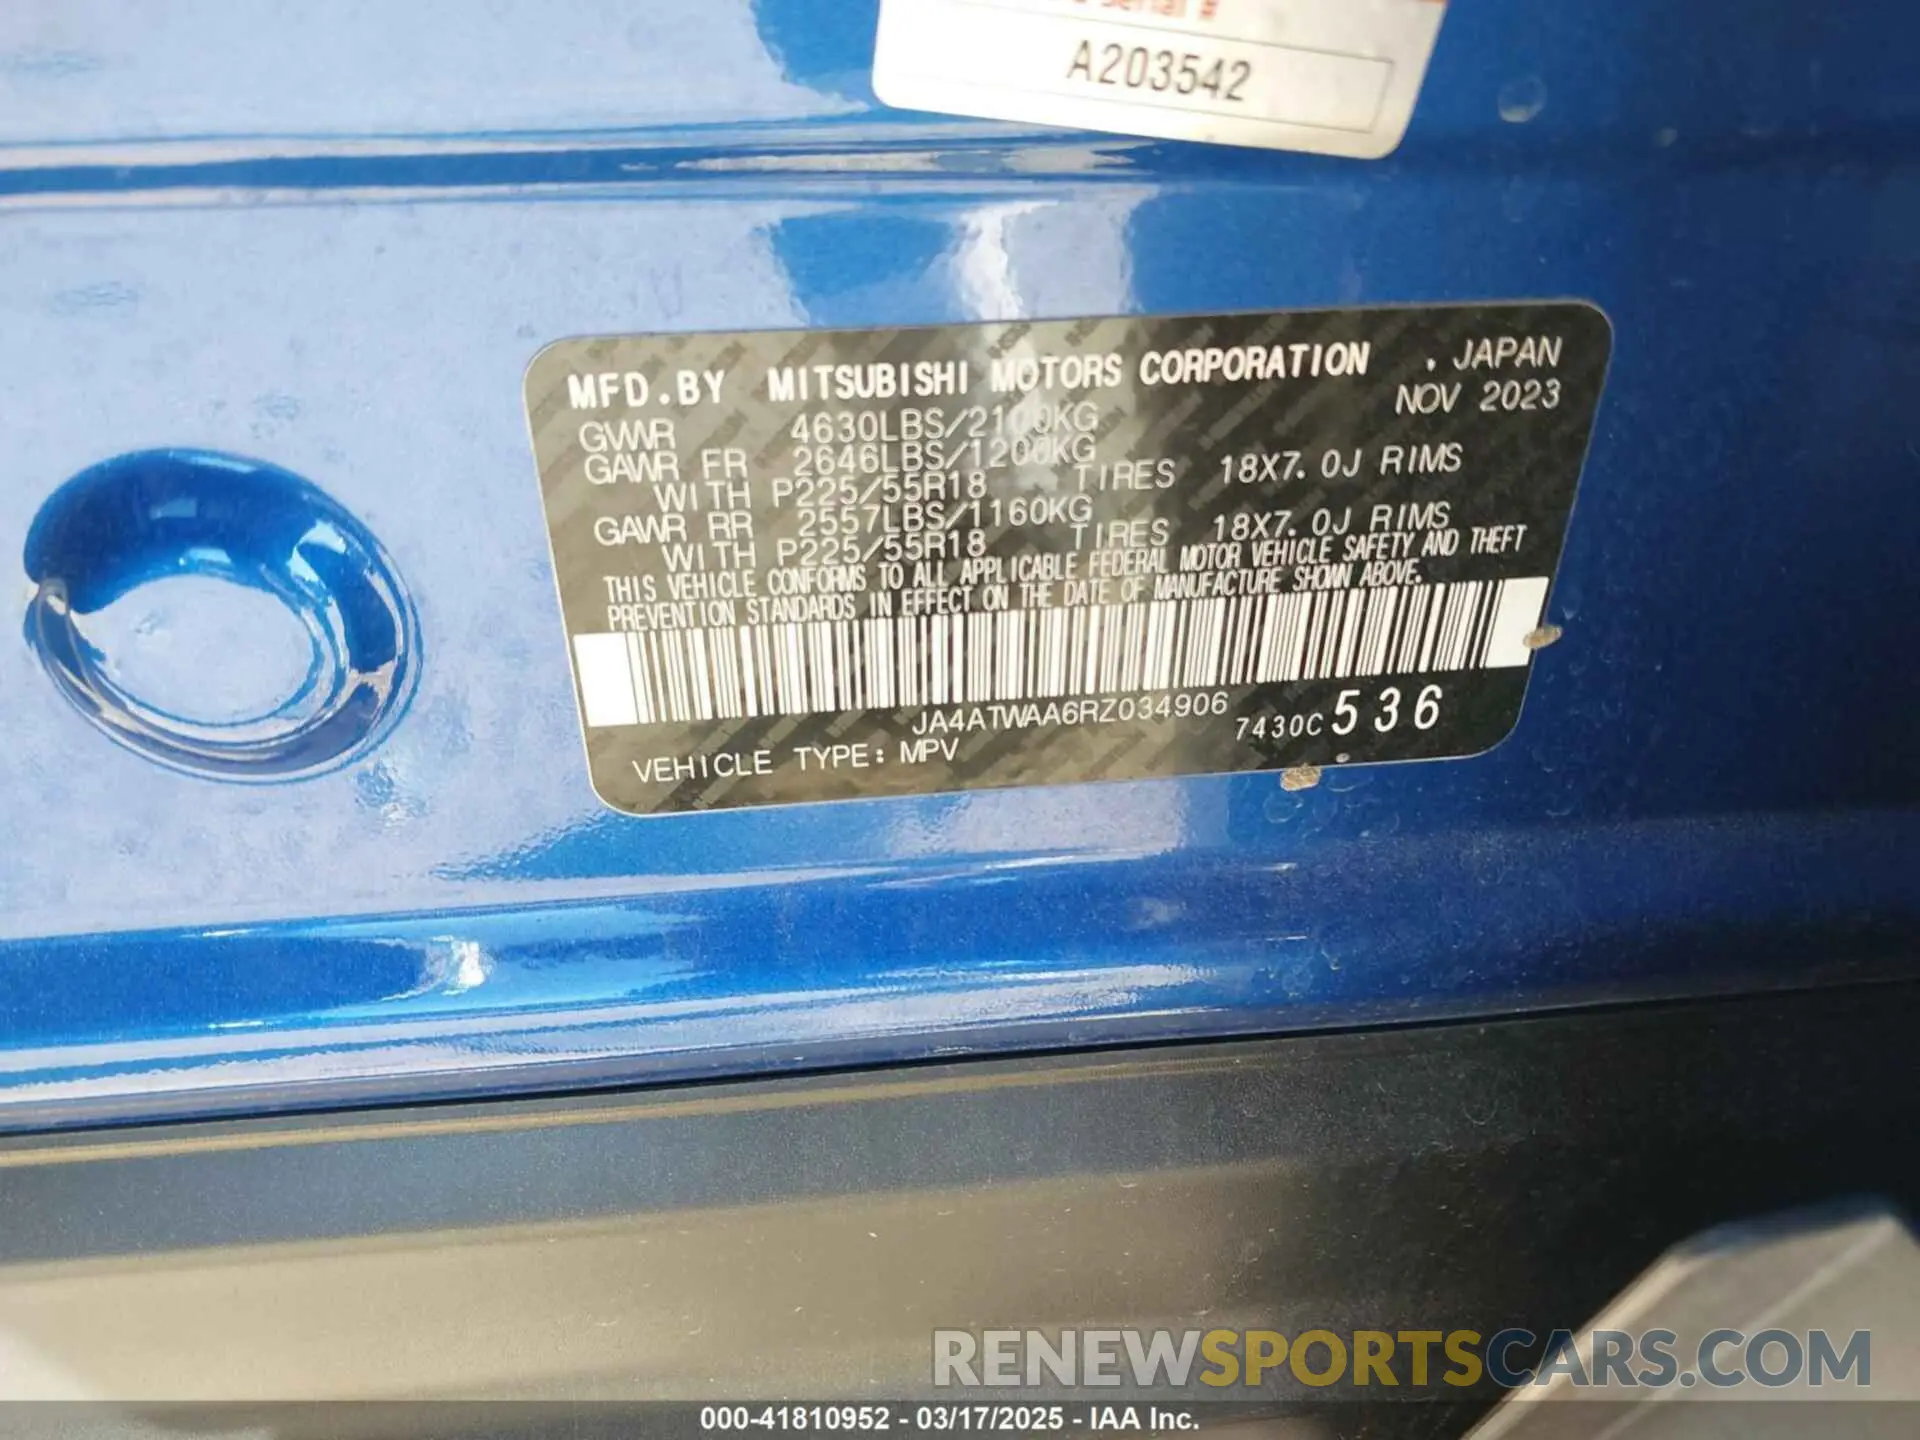 Serial #
A203542
MFD.BY MITSUBISHI MOTORS CORPORATION . JAPAN
NOV 2023
GVWR 4630LBS/2100KG
GAWR FR 2646LBS/1200KG
WITH P225/55R18 TIRES 18X7.0J RIMS
GAWR RR 2557LBS/1160KG
WITH P225/55R18 TIRES 18X7.0J RIMS
THIS VEHICLE CONFORMS TO ALL APPLICABLE FEDERAL MOTOR VEHICLE SAFETY AND THEFT
PREVENTION STANDARDS IN EFFECT ON THE DATE OF MANUFACTURE SHOWN ABOVE.
JA4ATWAA6RZ034906 7430C 536
VEHICLE TYPE: MPV
RENEWSPORTSCARS.COM
000-41810952 - 03/17/2025 - IAA Inc.